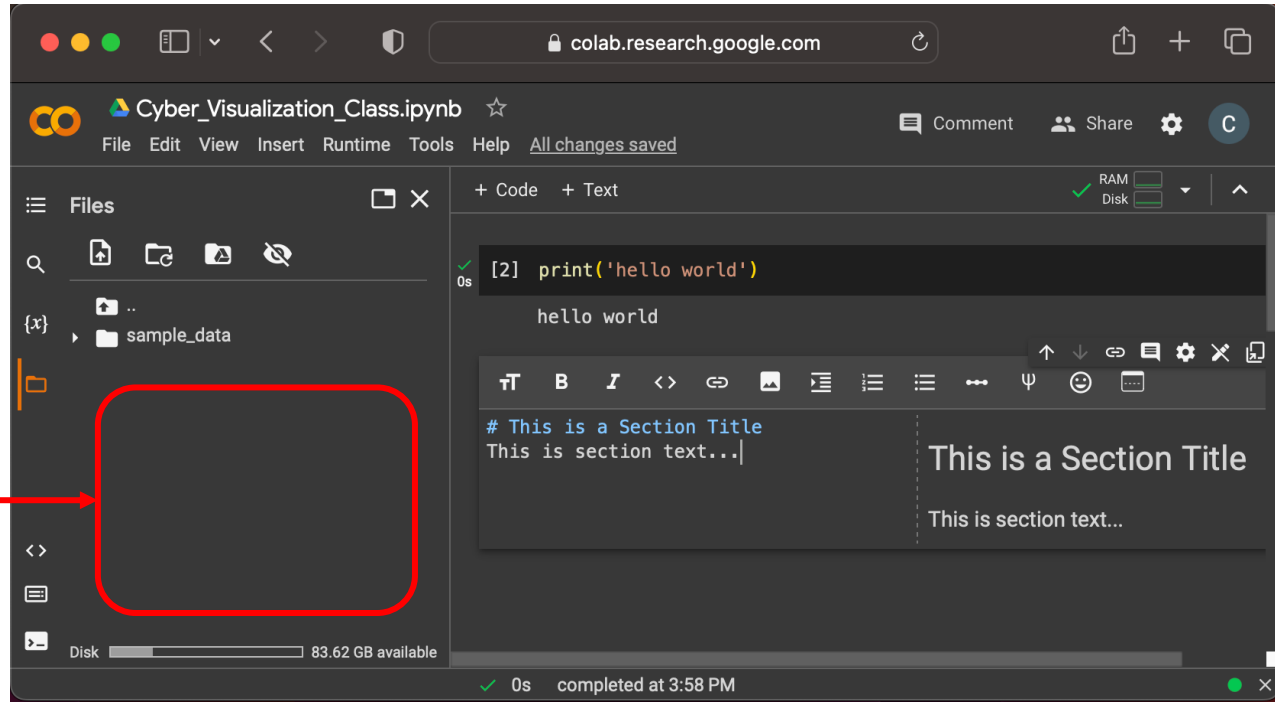 colab.research.google.com
Cyber_Visualization_Class.ipynb
File Edit View Insert Runtime Tools Help All changes saved
Comment Share C
Files
+ Code + Text
RAM
Disk
..
sample_data
{x}
0s
[2] print('hello world')
hello world
# This is a Section Title
This is section text...
This is a Section Title
This is section text...
Disk 83.62 GB available
0s completed at 3:58 PM